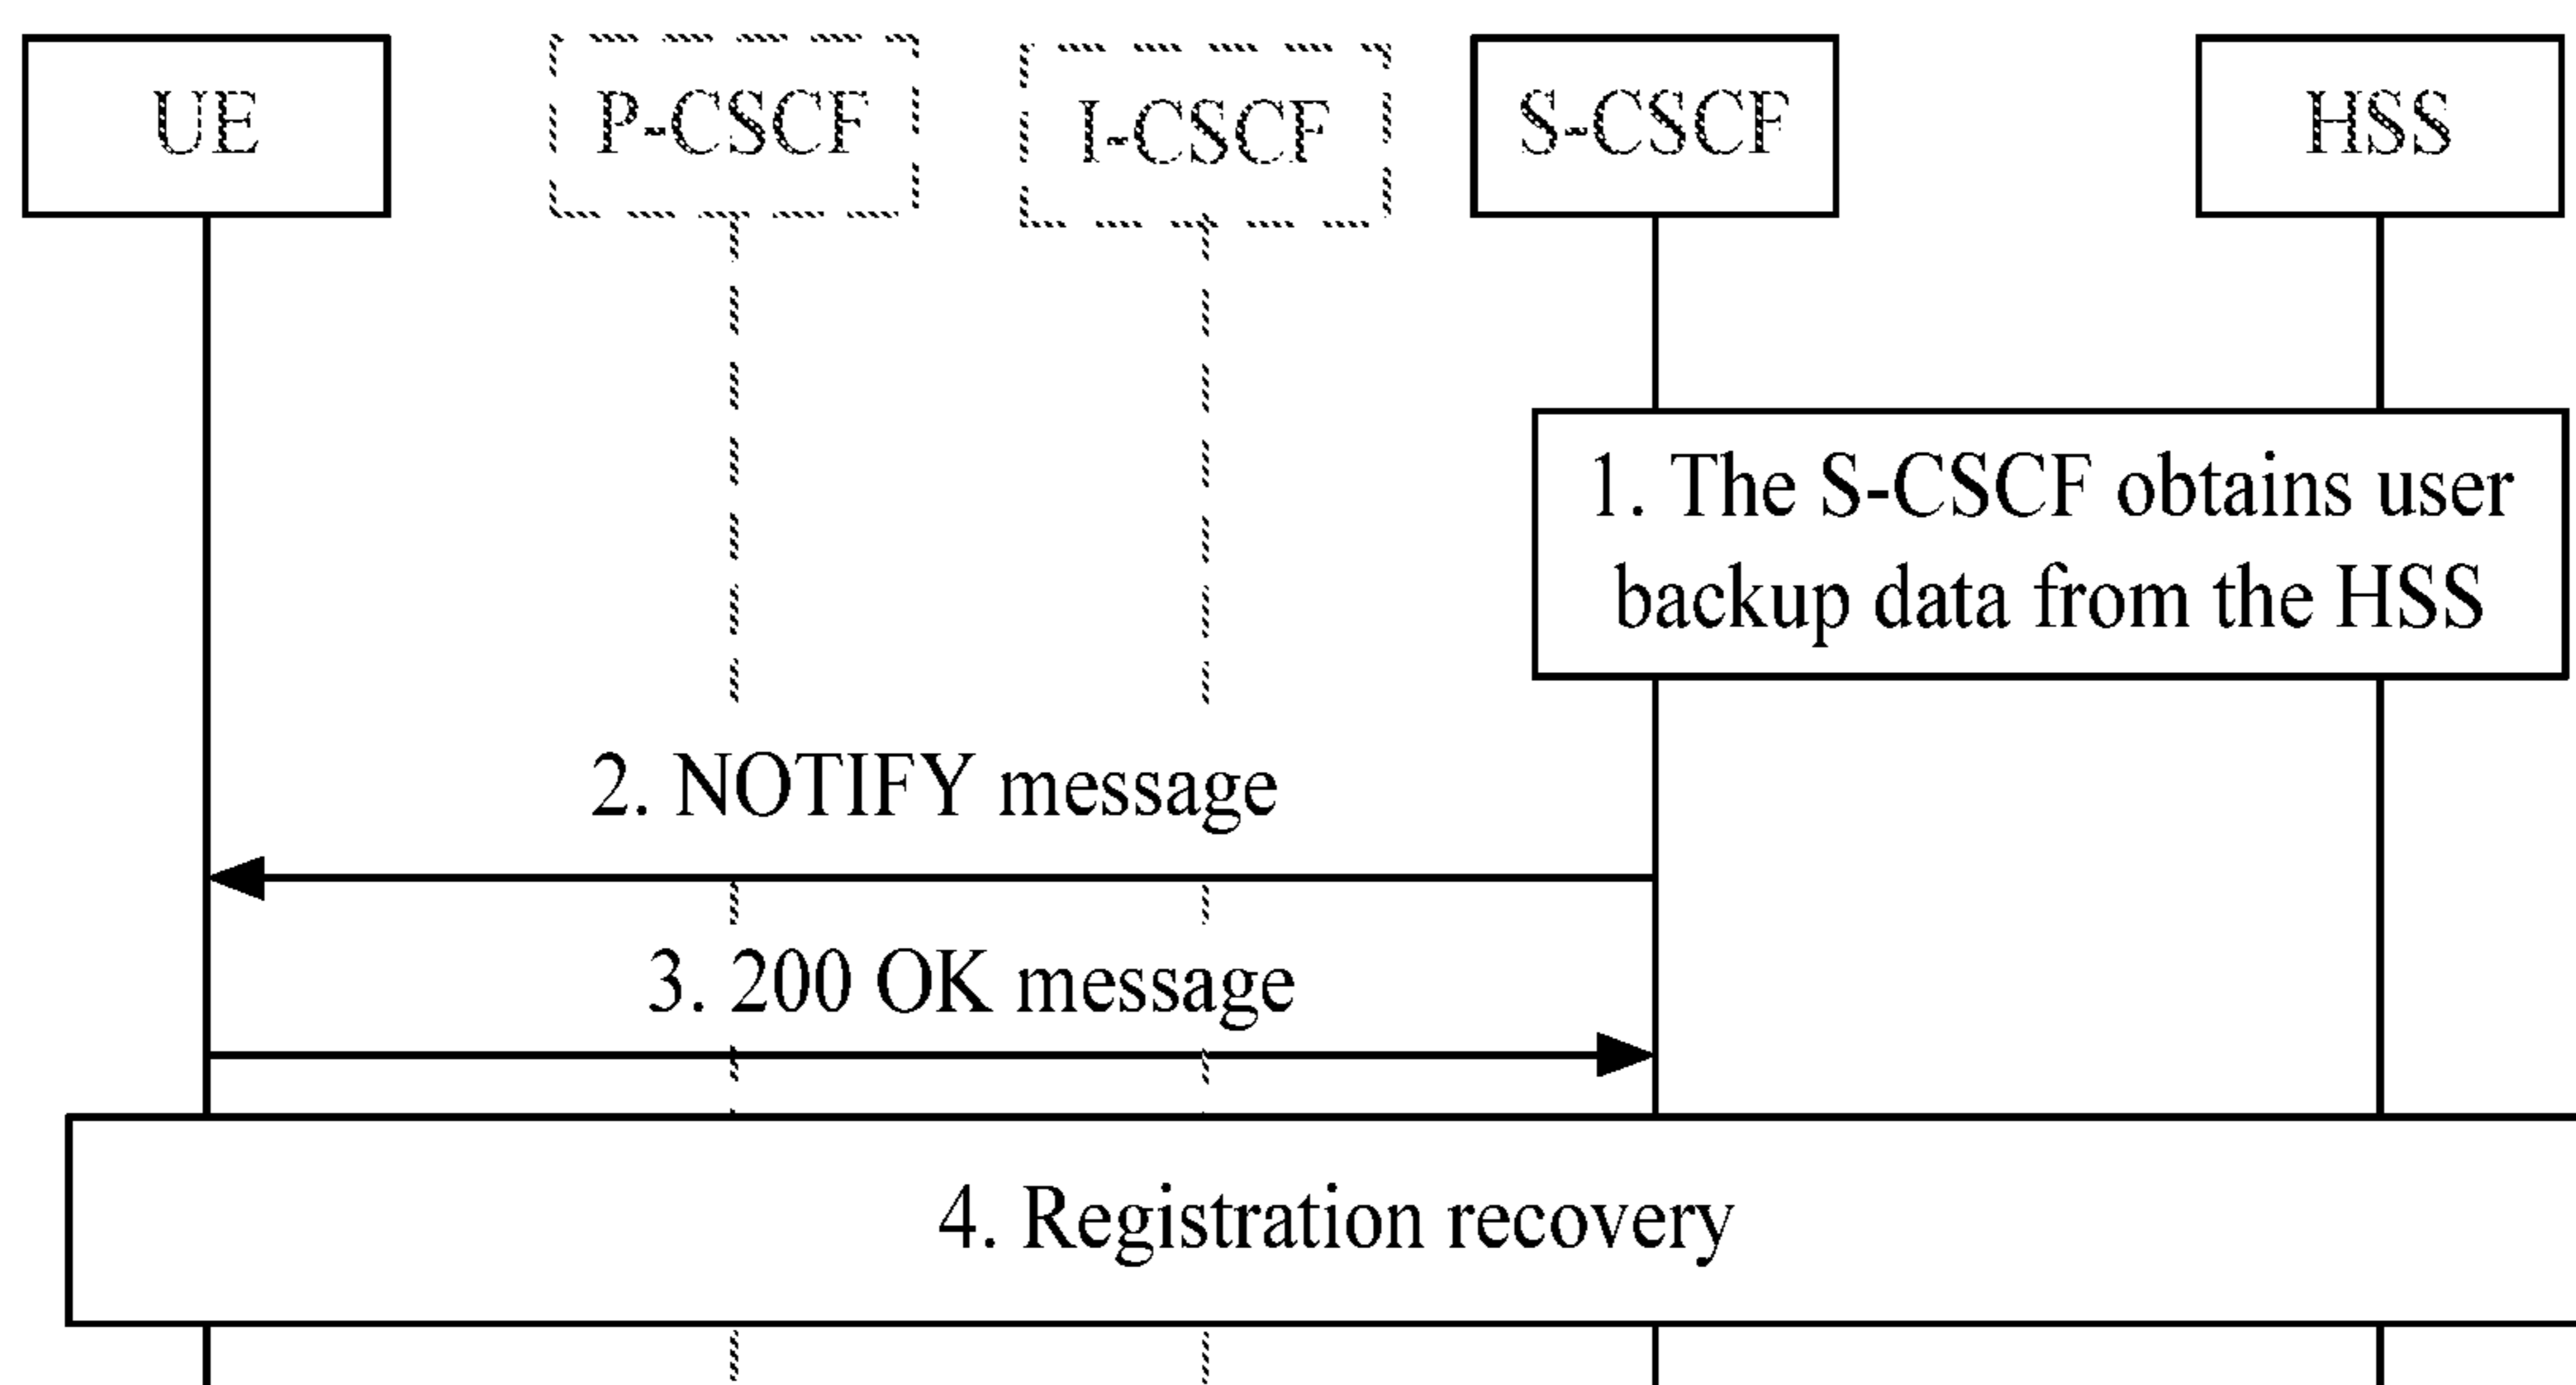 UE
P-CSCF
I-CSCF
S-CSCF
HSS
1. The S-CSCF obtains user
backup data from the HSS
2. NOTIFY message
3. 200 OK message
4. Registration recovery